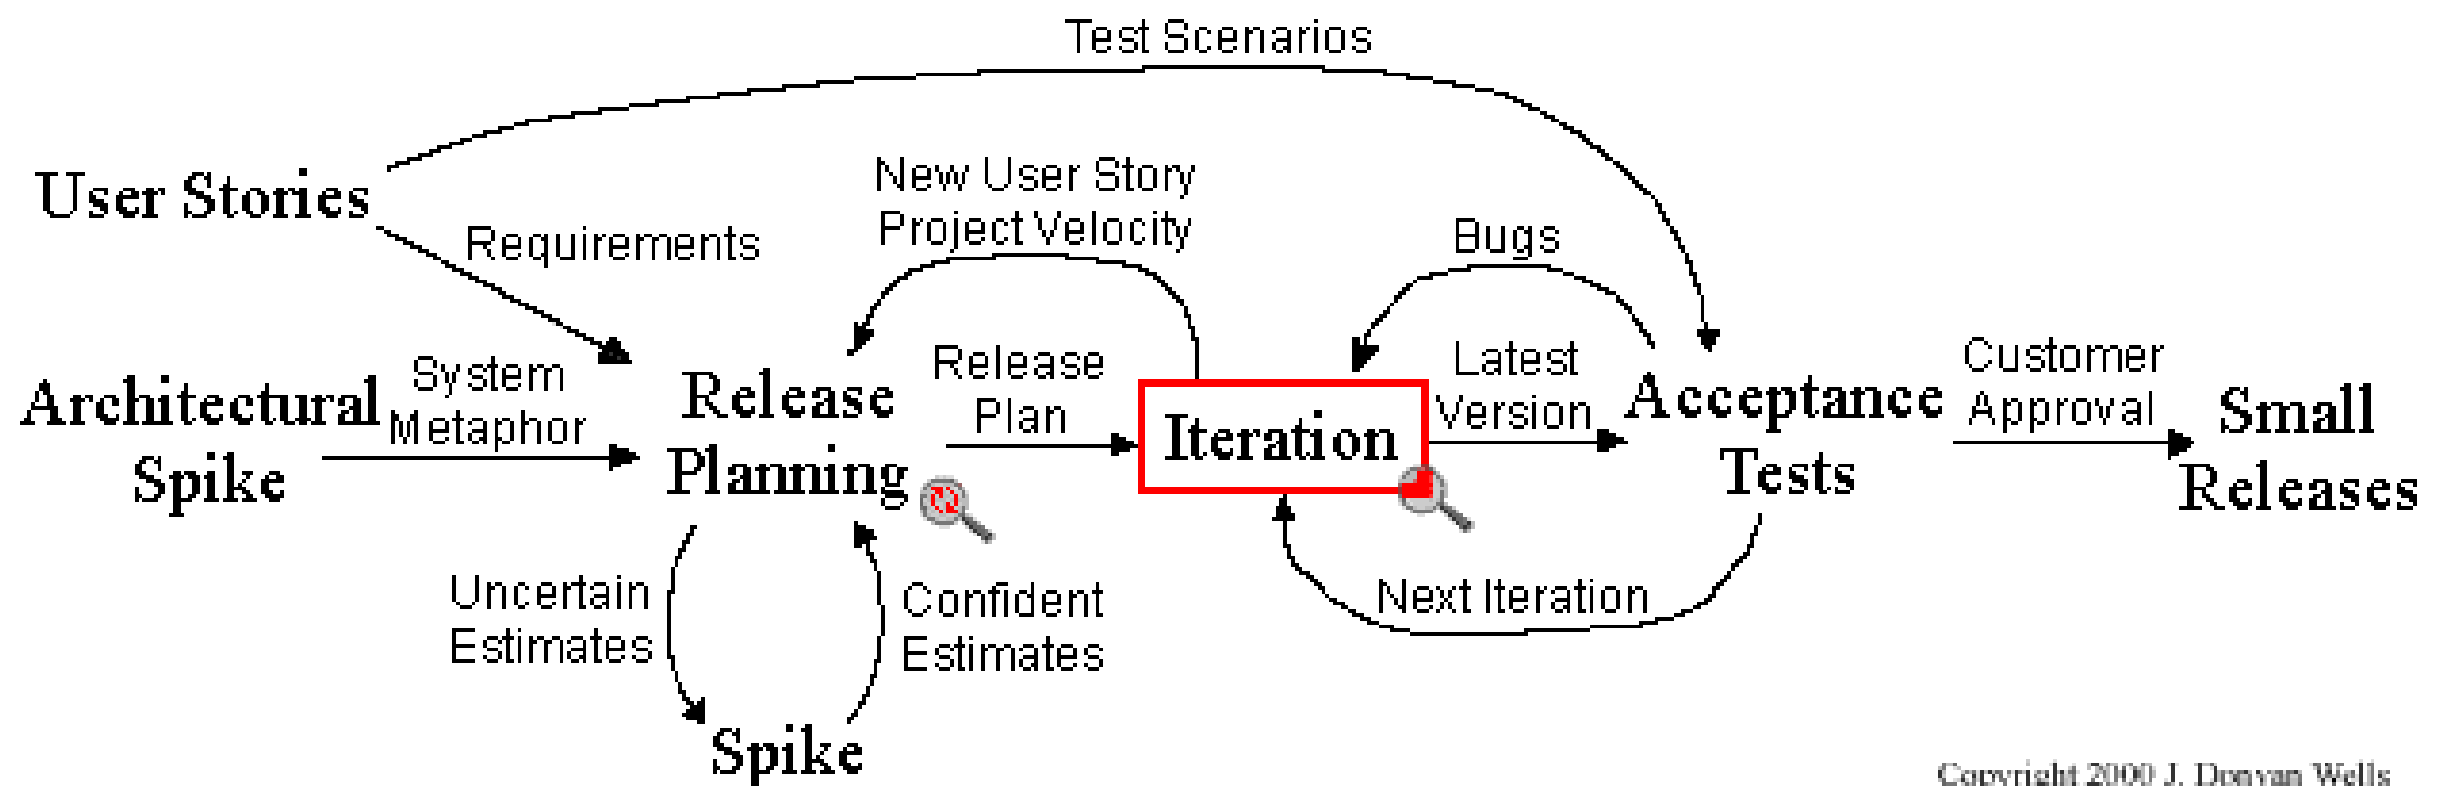 Test Scenarios
User Stories
New User Story
Project Velocity
Requirements
Bugs
Architectural
Spike
System
Metaphor
Release
Planning
Release
Plan
Iteration
Latest
Version
Acceptance
Tests
Customer
Approval
Small
Releases
Uncertain
Estimates
Confident
Estimates
Next Iteration
Spike
Copyright 2000 J. Donvan Wells